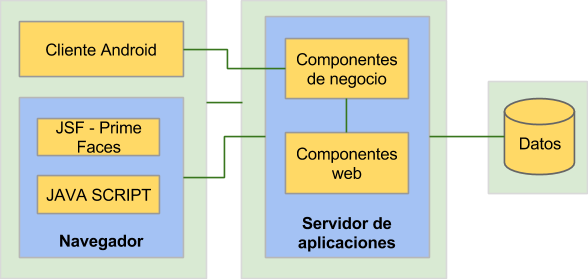 Cliente Android
JSF - Prime
Faces
JAVA SCRIPT
Navegador
Componentes
de negocio
Componentes
web
Servidor de
aplicaciones
Datos